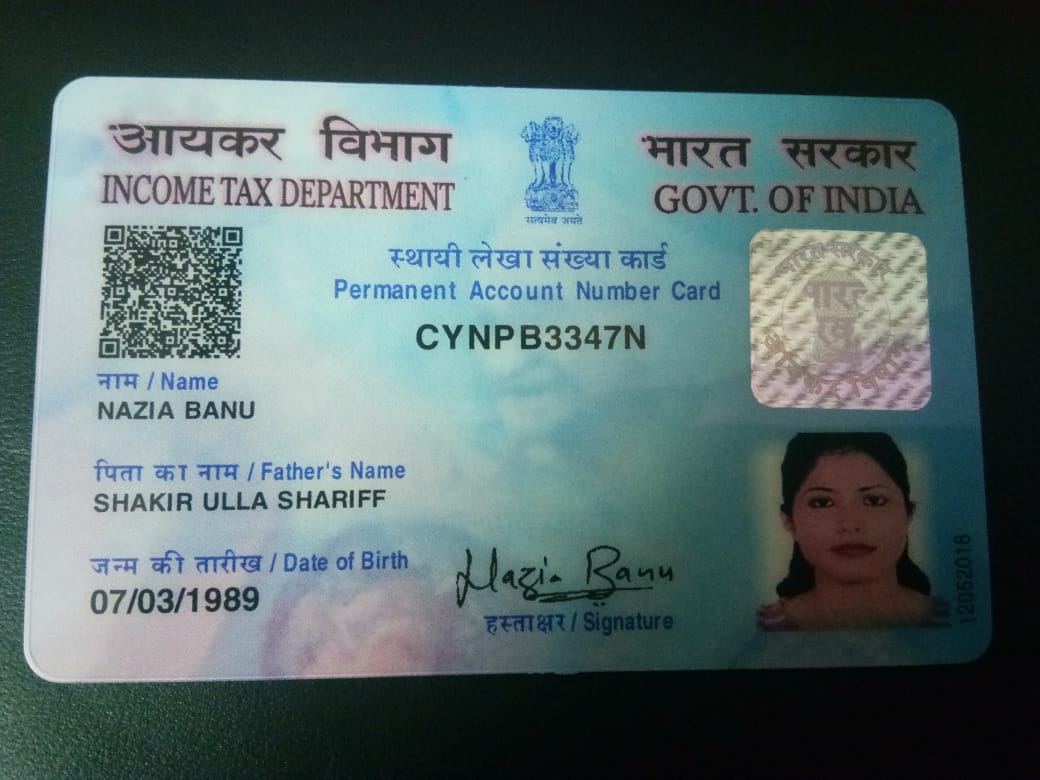 आयकर विभाग
INCOME TAX DEPARTMENT
सत्यमेव जयते
भारत सरकार
GOVT. OF INDIA
स्थायी लेखा संख्या कार्ड
Permanent Account Number Card
CYNPB3347N
नाम / Name
NAZIA BANU
पिता का नाम / Father's Name
SHAKIR ULLA SHARIFF
जन्म की तारीख / Date of Birth
07/03/1989
Nazia Banu
हस्ताक्षर / Signature
12052018
भारत सरकार
आयकर विभाग